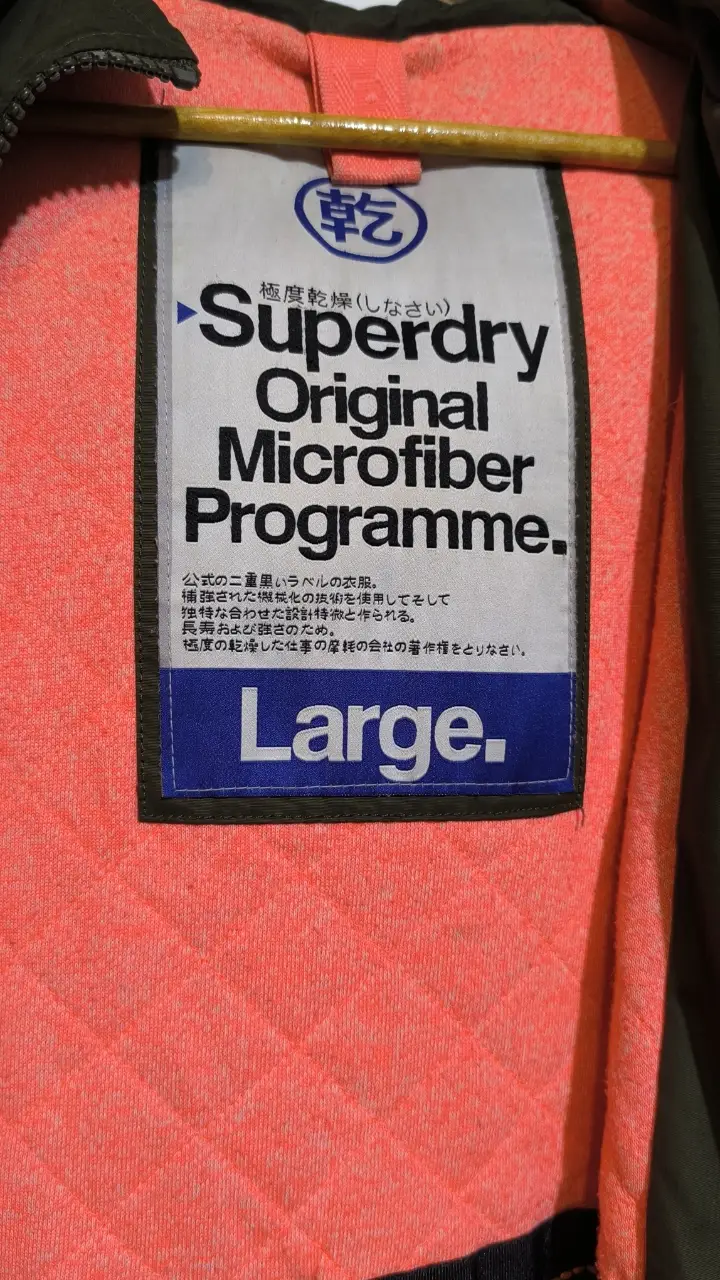 乾
極度乾燥(しなさい)
Superdry
Original
Microfiber
Programme.
公式の二重黒いラベルの衣服。
補強された機械化の技術を使用してそして
独特な合わせた設計特徴と作られる。
長寿および強さのため。
極度の乾燥した仕事の摩耗の会社の著作権をとりなさい。
Large.